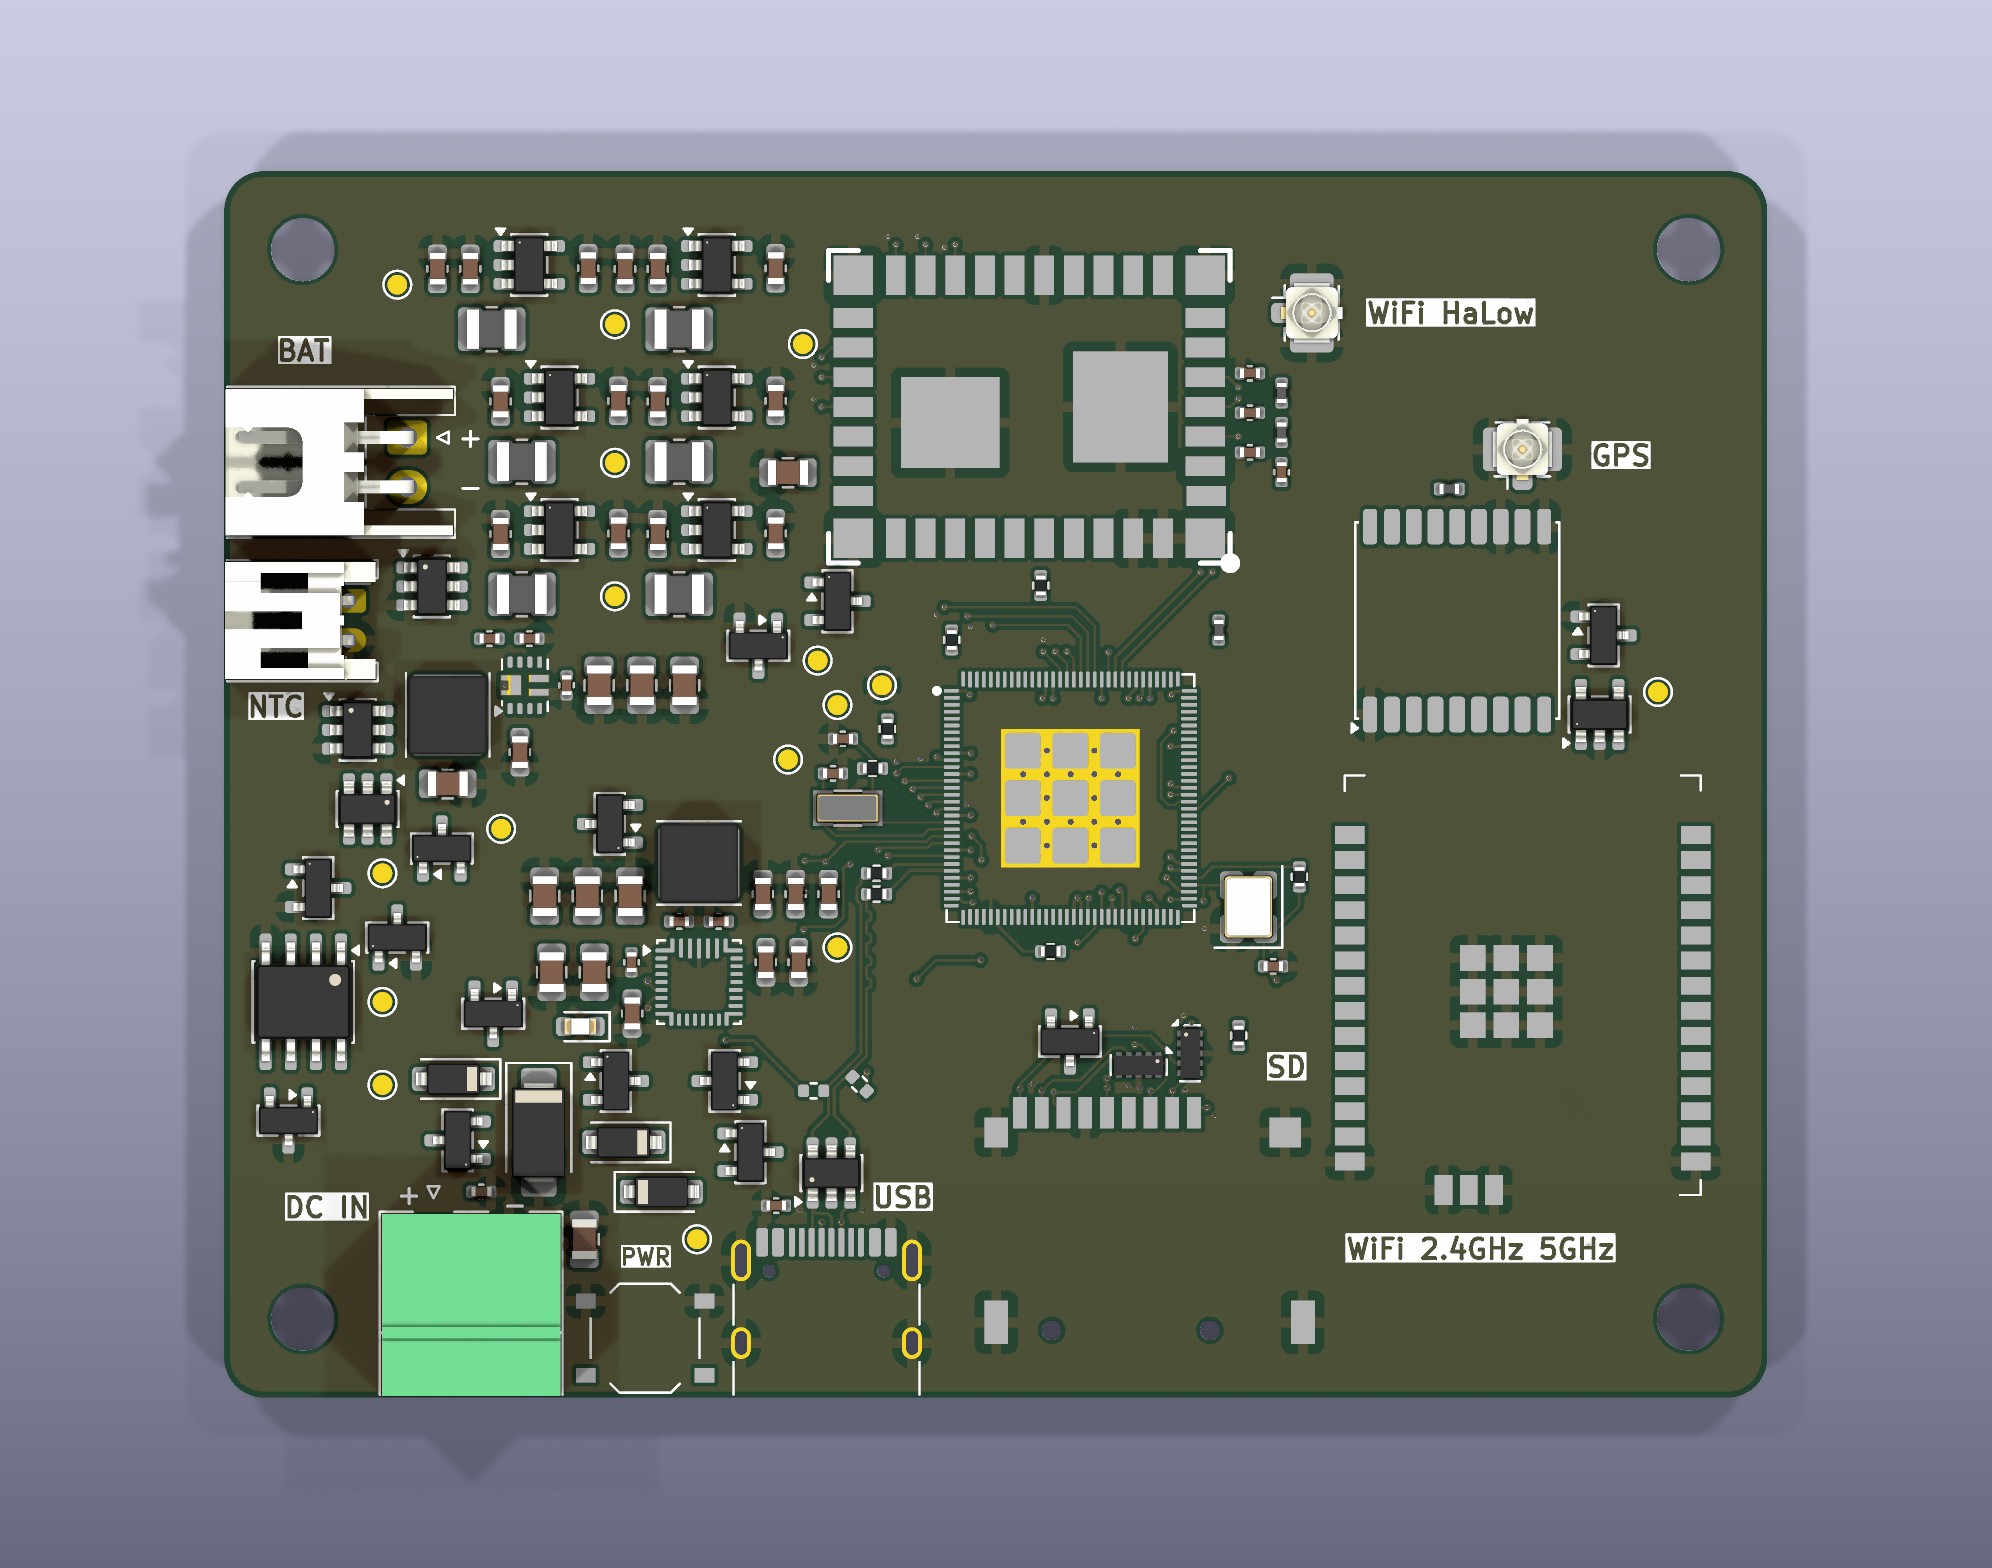 WiFi HaLow
BAT
+
GPS
−
NTC
SD
DC IN
+
−
USB
PWR
WiFi 2.4GHz 5GHz